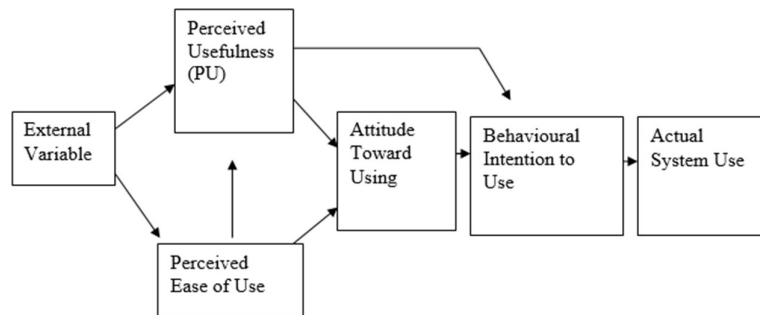 Perceived
Usefulness
(PU)
External
Variable
Attitude
Toward
Using
Behavioural
Intention to
Use
Actual
System Use
Perceived
Ease of Use